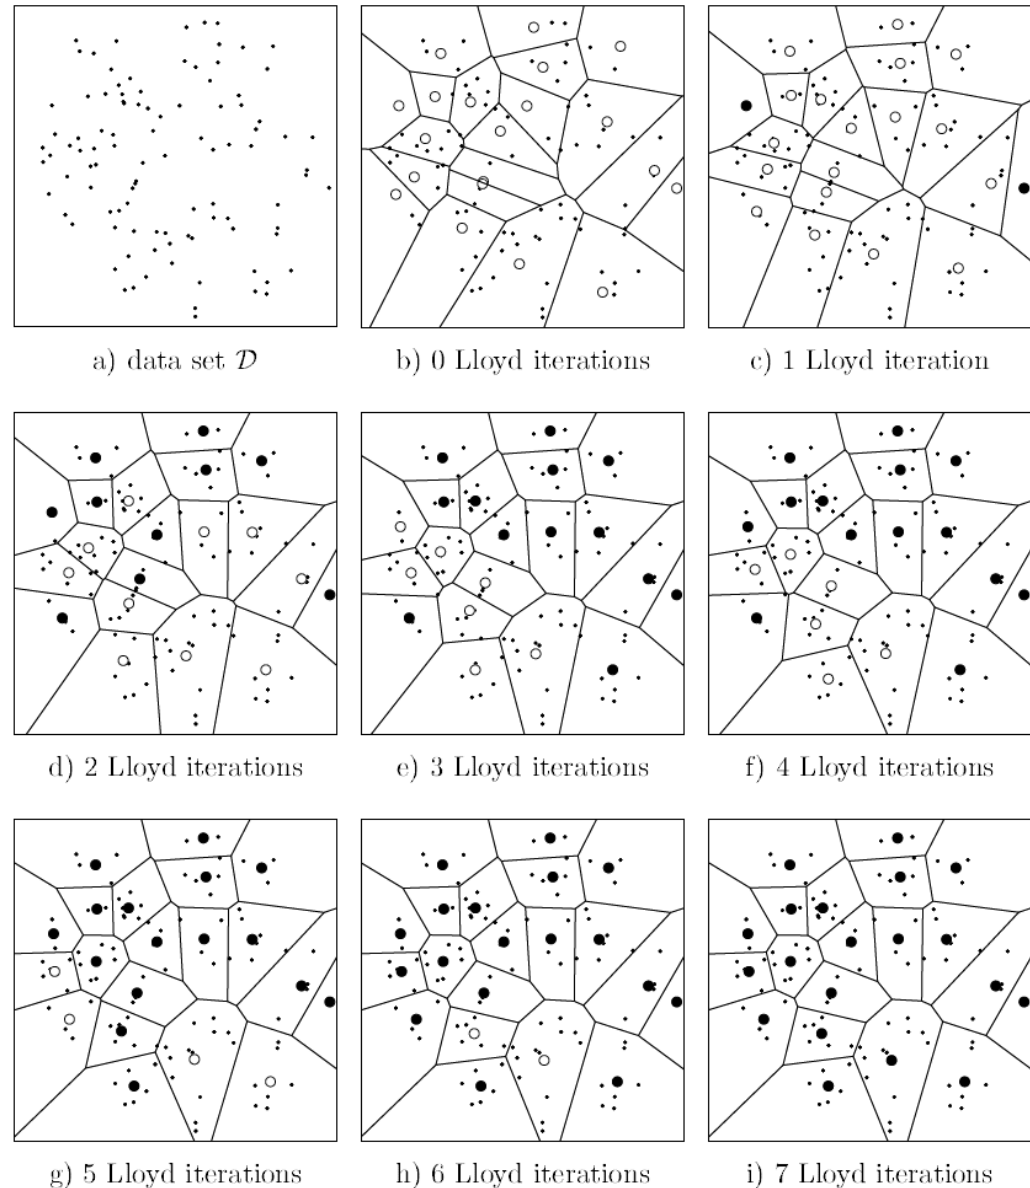 a) data set 𝒟
b) 0 Lloyd iterations
c) 1 Lloyd iteration
d) 2 Lloyd iterations
e) 3 Lloyd iterations
f) 4 Lloyd iterations
g) 5 Lloyd iterations
h) 6 Lloyd iterations
i) 7 Lloyd iterations